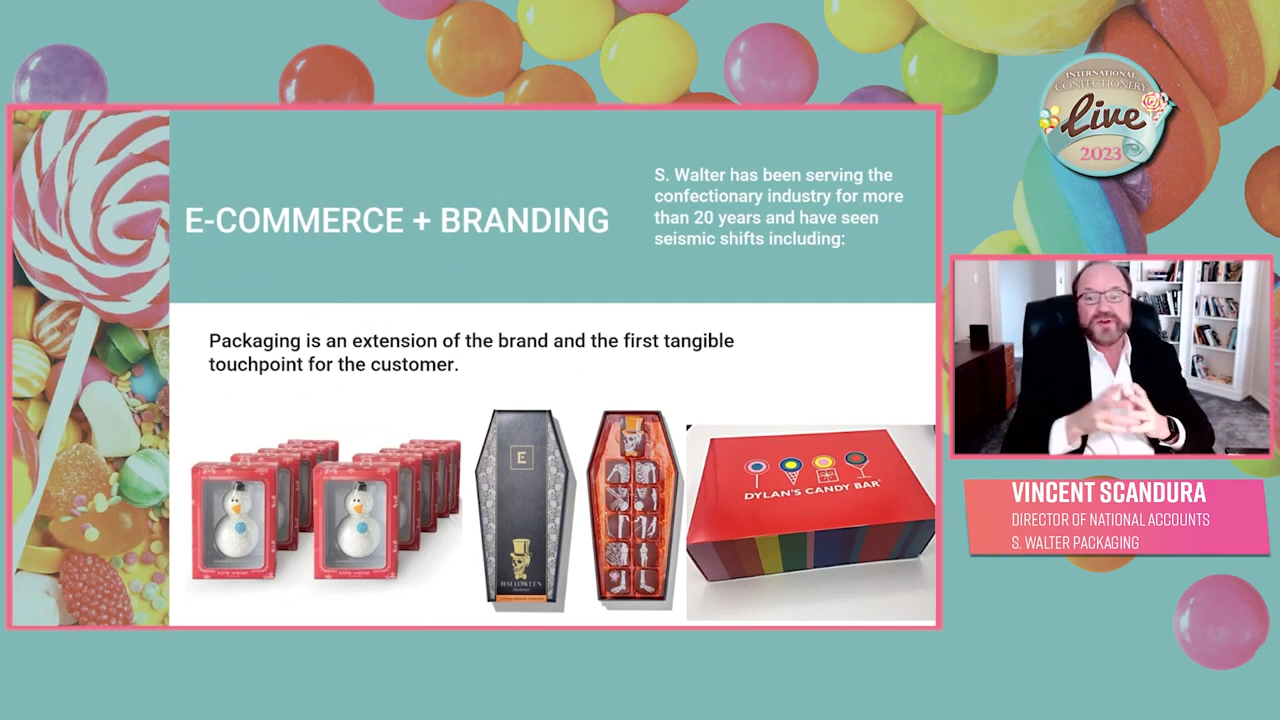 INTERNATIONAL
CONFECTIONERY
Live
2023
E-COMMERCE + BRANDING
S. Walter has been serving the
confectionary industry for more
than 20 years and have seen
seismic shifts including:
Packaging is an extension of the brand and the first tangible
touchpoint for the customer.
E
HALLOWEEN
DYLAN'S CANDY BAR
VINCENT SCANDURA
DIRECTOR OF NATIONAL ACCOUNTS
S. WALTER PACKAGING